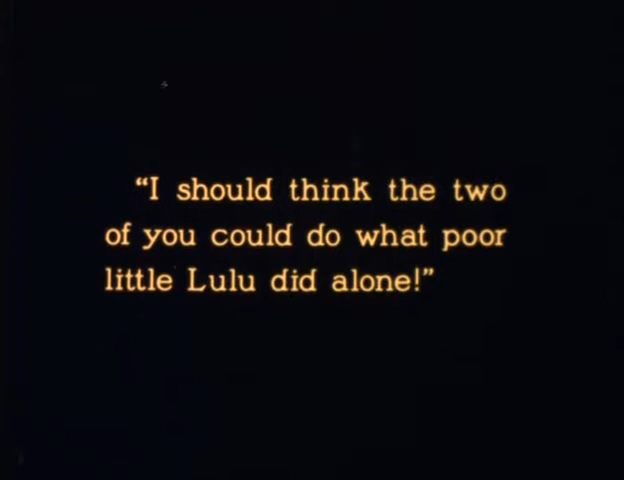 “I should think the two
of you could do what poor
little Lulu did alone!”